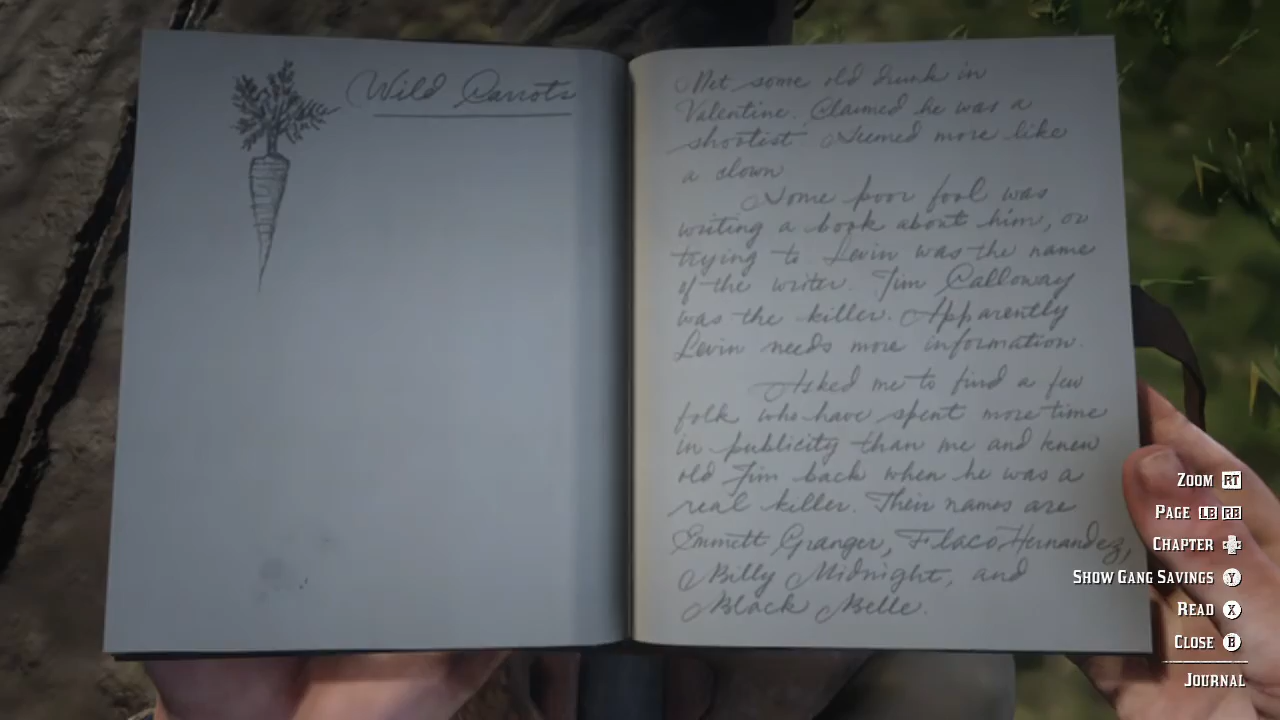 Wild Carrots
Met some old drunk in
Valentine. Claimed he was a
shootist. Seemed more like
a clown
Some poor fool was
writing a book about him, or
trying to. Levin was the name
of the writer. Jim Calloway
was the killer. Apparently
Levin needs more information.
Asked me to find a few
folk who have spent more time
in publicity than me and knew
old Jim back when he was a
real killer. Their names are
Emmett Granger, Flaco Hernandez,
Billy Midnight, and
Black Belle.
ZOOM RT
PAGE LB RB
CHAPTER
SHOW GANG SAVINGS Y
READ X
CLOSE B
JOURNAL